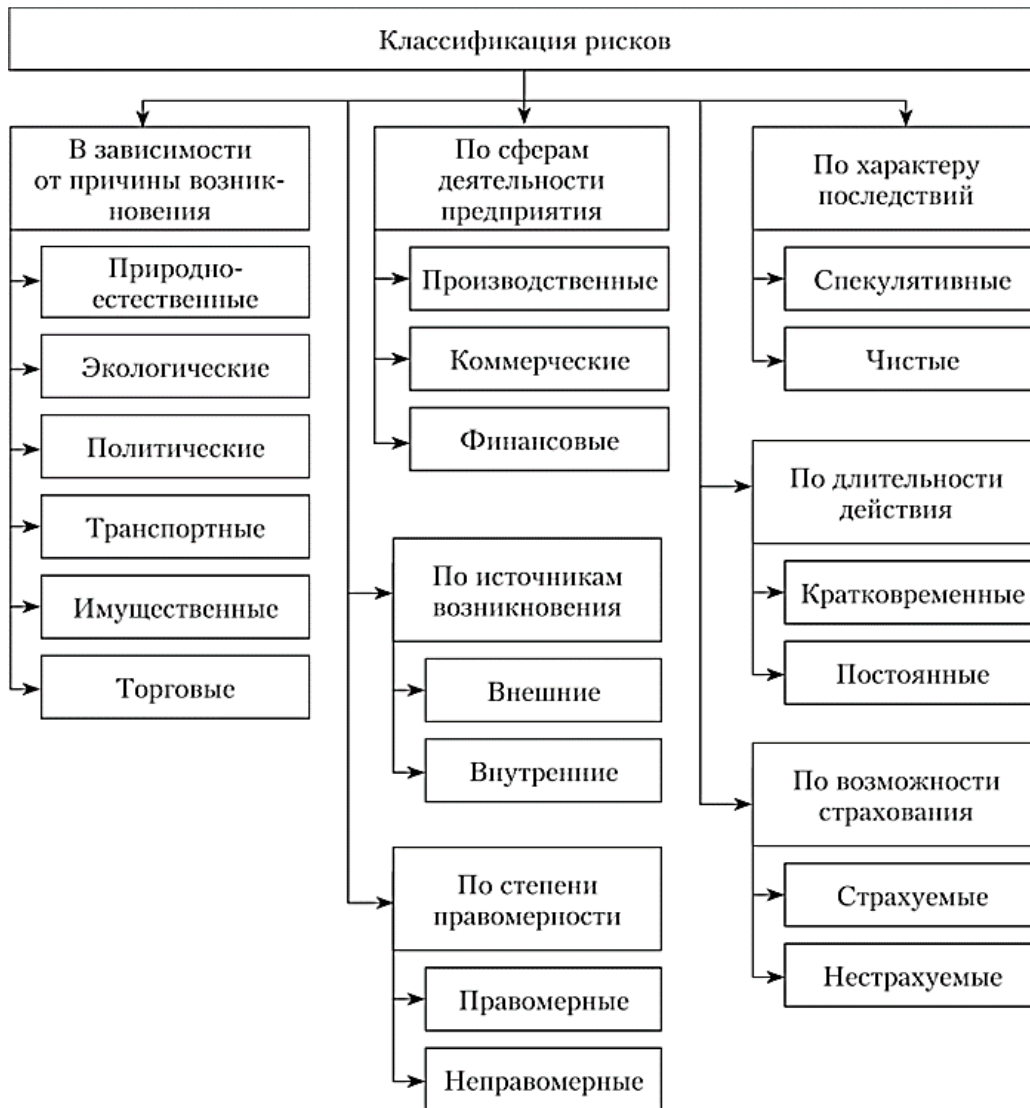 Классификация рисков
В зависимости
от причины возник-
новения
Природно-
естественные
Экологические
Политические
Транспортные
Имущественные
Торговые
По сферам
деятельности
предприятия
Производственные
Коммерческие
Финансовые
По источникам
возникновения
Внешние
Внутренние
По степени
правомерности
Правомерные
Неправомерные
По характеру
последствий
Спекулятивные
Чистые
По длительности
действия
Кратковременные
Постоянные
По возможности
страхования
Страхуемые
Нестрахуемые